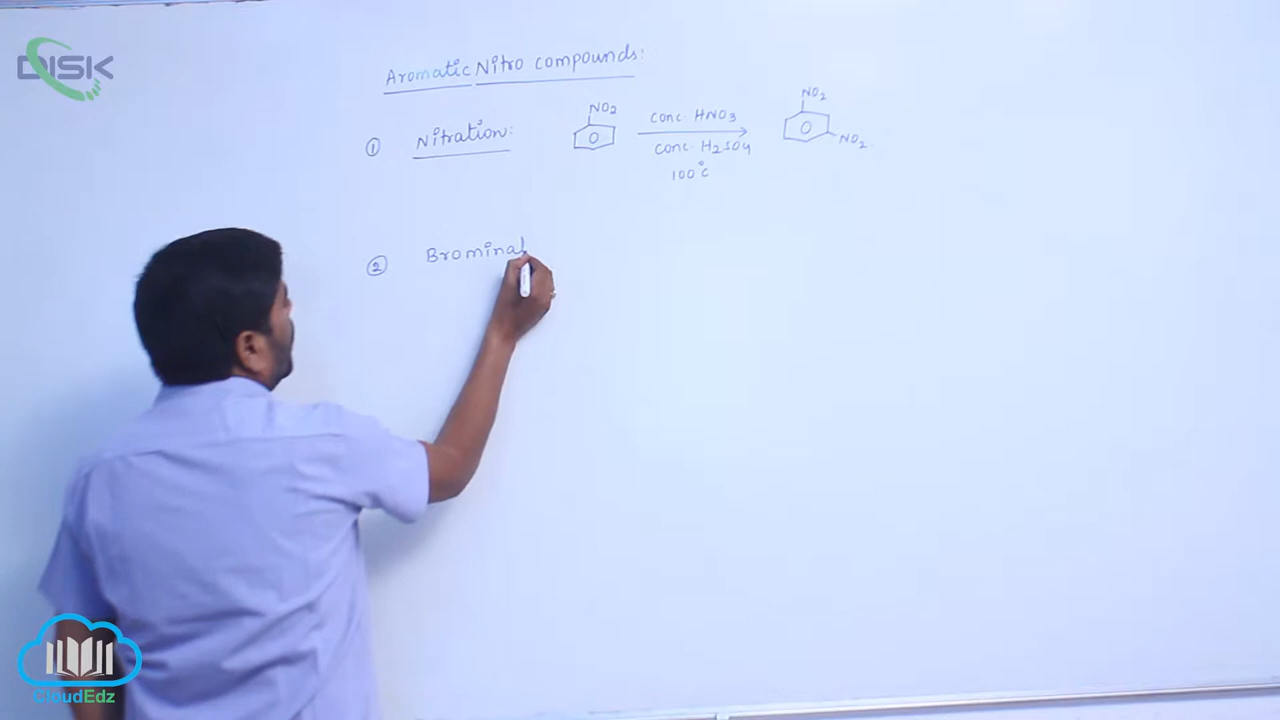 DISK
Aromatic Nitro compounds:
① Nitration:
NO2
conc. HNO3
conc. H2SO4
100°C
NO2
NO2
② Brominat
CloudEdz